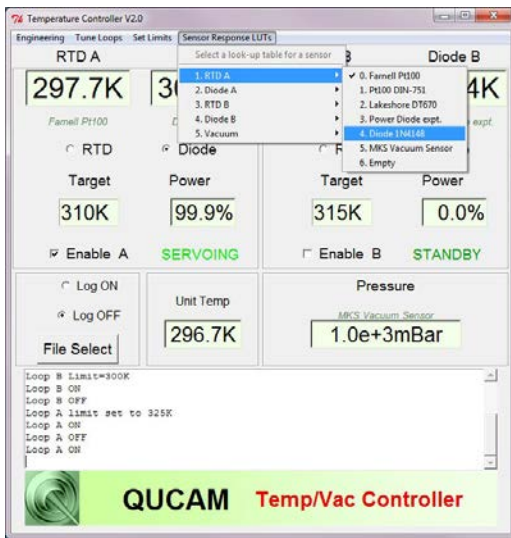 Temperature Controller V2.0
Engineering Tune Loops Set Limits Sensor Response LUTs
Select a look-up table for a sensor
RTD A
Diode B
1. RTD A
2. Diode A
3. RTD B
4. Diode B
5. Vacuum
✓ 0. Farnell Pt100
1. Pt100 DIN-751
2. Lakeshore DT670
3. Power Diode expt.
4. Diode 1N4148
5. MKS Vacuum Sensor
6. Empty
297.7K
4K
Farnell Pt100
expt.
RTD
Diode
Target
Power
Target
Power
310K
99.9%
315K
0.0%
Enable A
SERVOING
Enable B
STANDBY
Log ON
Log OFF
File Select
Unit Temp
296.7K
Pressure
MKS Vacuum Sensor
1.0e+3mBar
Loop B Limit=300K
Loop B ON
Loop B OFF
Loop A limit set to 325K
Loop A ON
Loop A OFF
Loop A ON
QUCAM Temp/Vac Controller